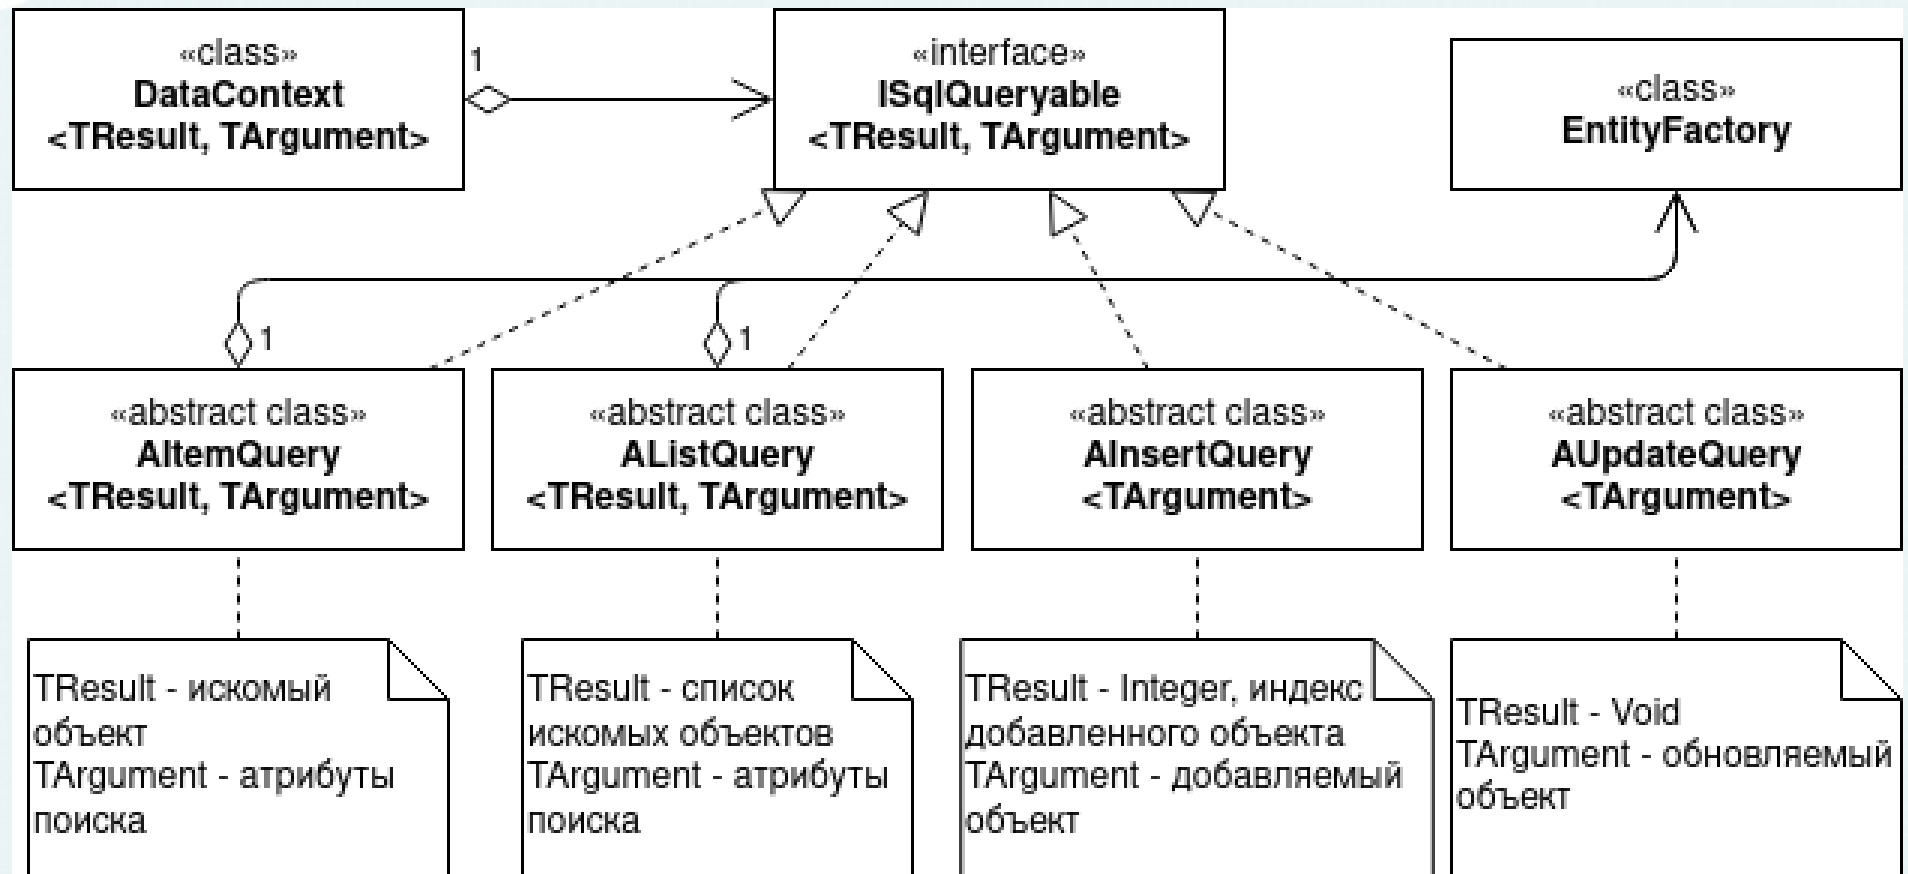 «class»
DataContext
<TResult, TArgument>
1
«interface»
ISqlQueryable
<TResult, TArgument>
«class»
EntityFactory
1
1
«abstract class»
AItemQuery
<TResult, TArgument>
«abstract class»
AListQuery
<TResult, TArgument>
«abstract class»
AInsertQuery
<TArgument>
«abstract class»
AUpdateQuery
<TArgument>
TResult - искомый
объект
TArgument - атрибуты
поиска
TResult - список
искомых объектов
TArgument - атрибуты
поиска
TResult - Integer, индекс
добавленного объекта
TArgument - добавляемый
объект
TResult - Void
TArgument - обновляемый
объект